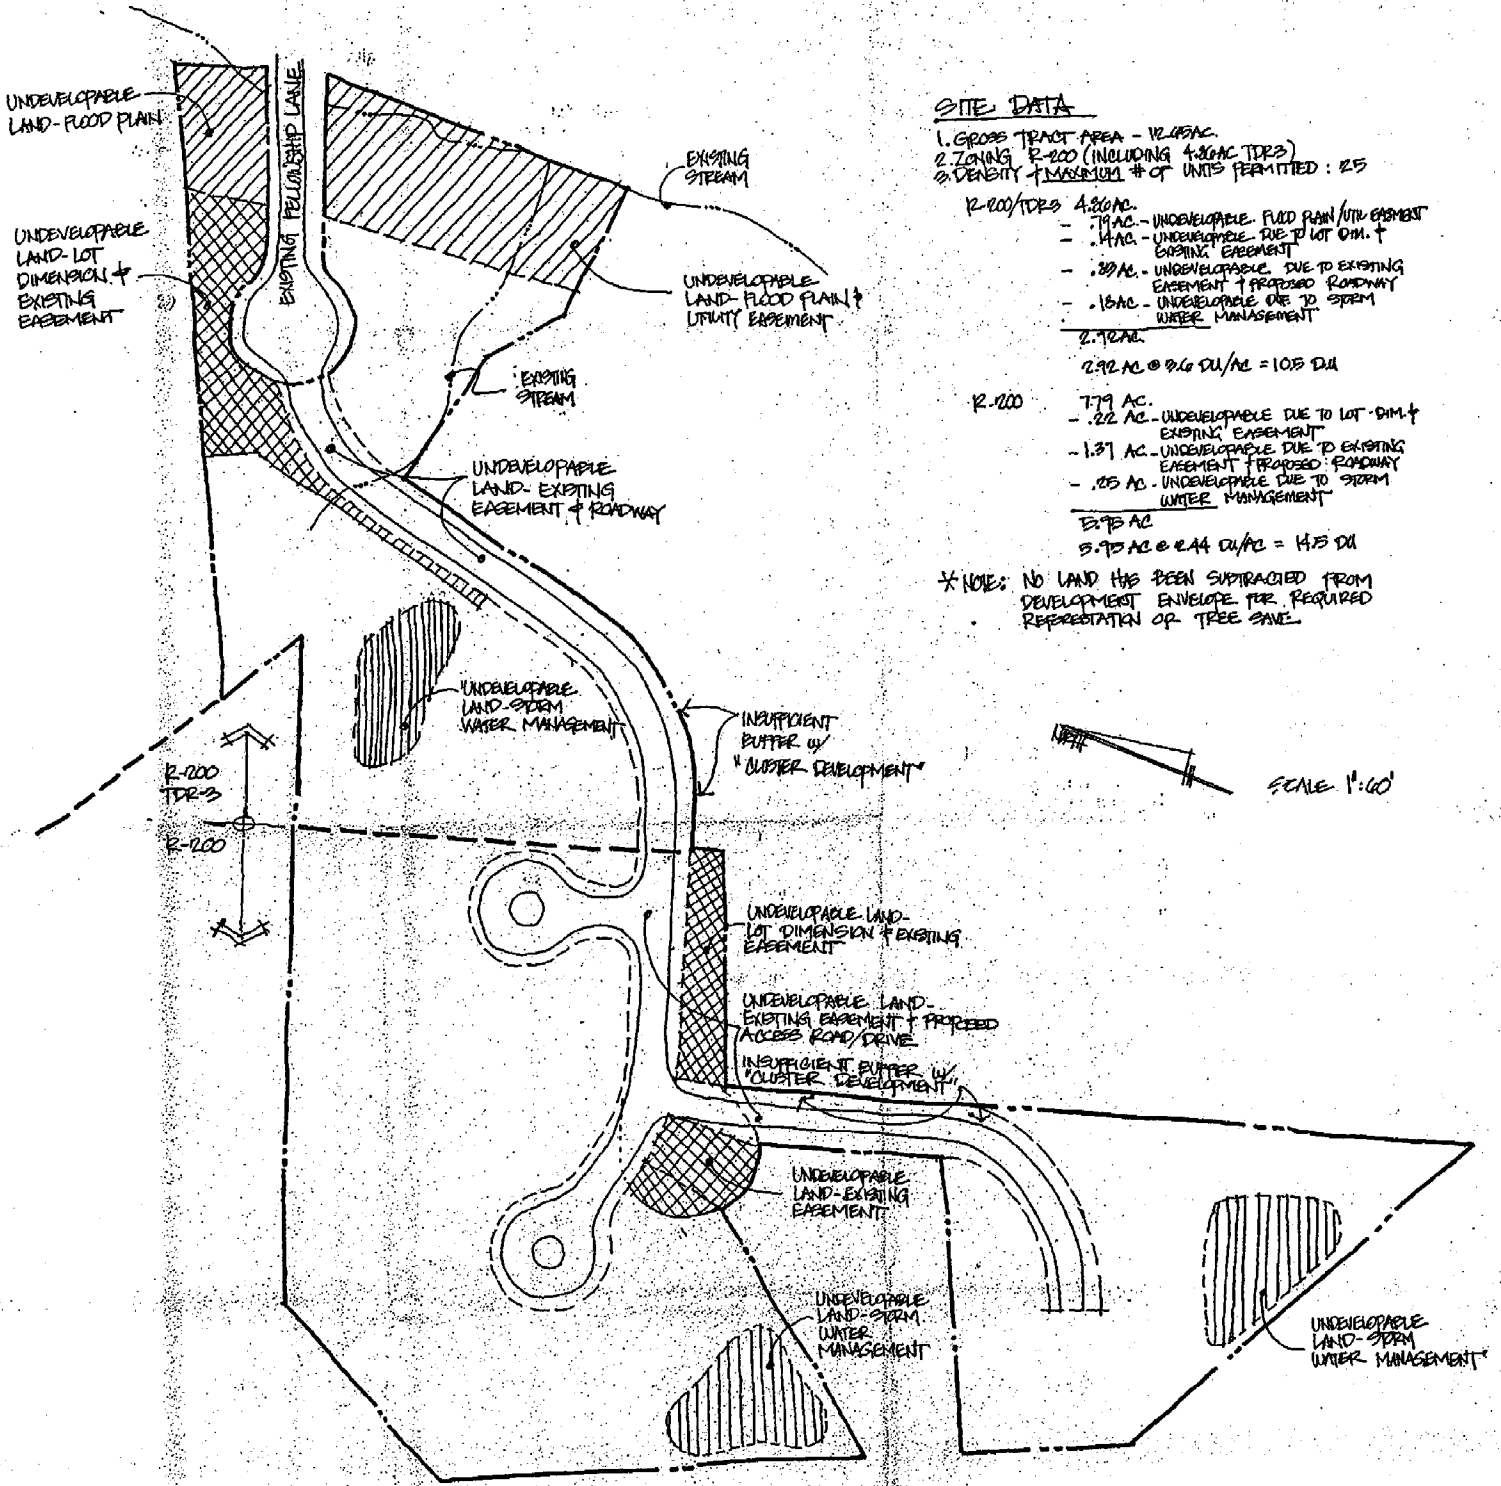 UNDEVELOPABLE
LAND-FLOOD PLAIN
EXISTING FELLOWSHIP LANE
EXISTING
STREAM
UNDEVELOPABLE
LAND-LOT
DIMENSION &
EXISTING
EASEMENT
UNDEVELOPABLE
LAND-FLOOD PLAIN &
UTILITY EASEMENT
EXISTING
STREAM
UNDEVELOPABLE
LAND-EXISTING
EASEMENT & ROADWAY
SITE DATA
1. GROSS TRACT AREA - 12.65AC.
2. ZONING R-200 (INCLUDING 4.86AC TDR3)
3. DENSITY & MAXIMUM # OF UNITS PERMITTED : 25
R-200/TDR3 4.86AC.
- .79AC.-UNDEVELOPABLE FLOOD PLAIN/UTIL EASEMENT
- .14AC.-UNDEVELOPABLE DUE TO LOT DIM. &
EXISTING EASEMENT
- AC.-UNDEVELOPABLE DUE TO EXISTING
EASEMENT & PROPOSED ROADWAY
- .18AC-UNDEVELOPABLE DUE TO STORM
WATER MANAGEMENT
2.92AC.
2.92 AC @ 3.6 DU/AC = 10.5 DU
R-200 7.79 AC.
- .22 AC-UNDEVELOPABLE DUE TO LOT DIM. &
EXISTING EASEMENT
- 1.37 AC-UNDEVELOPABLE DUE TO EXISTING
EASEMENT & PROPOSED ROADWAY
- .25 AC-UNDEVELOPABLE DUE TO STORM
WATER MANAGEMENT
5.95 AC
5.95 AC @ 2.44 DU/AC = 14.5 DU
* NOTE: NO LAND HAS BEEN SUBTRACTED FROM
DEVELOPMENT ENVELOPE FOR REQUIRED
REFORESTATION OR TREE SAVE.
UNDEVELOPABLE
LAND-STORM
WATER MANAGEMENT
INSUFFICIENT
BUFFER W/
"CLUSTER DEVELOPMENT"
NORTH
SCALE 1":60'
R-200
TDR-3
R-200
UNDEVELOPABLE LAND-
LOT DIMENSION & EXISTING
EASEMENT
UNDEVELOPABLE LAND-
EXISTING EASEMENT & PROPOSED
ACCESS ROAD/DRIVE
INSUFFICIENT BUFFER W/
"CLUSTER DEVELOPMENT"
UNDEVELOPABLE
LAND-EXISTING
EASEMENT
UNDEVELOPABLE
LAND-STORM
WATER
MANAGEMENT
UNDEVELOPABLE
LAND-STORM
WATER MANAGEMENT